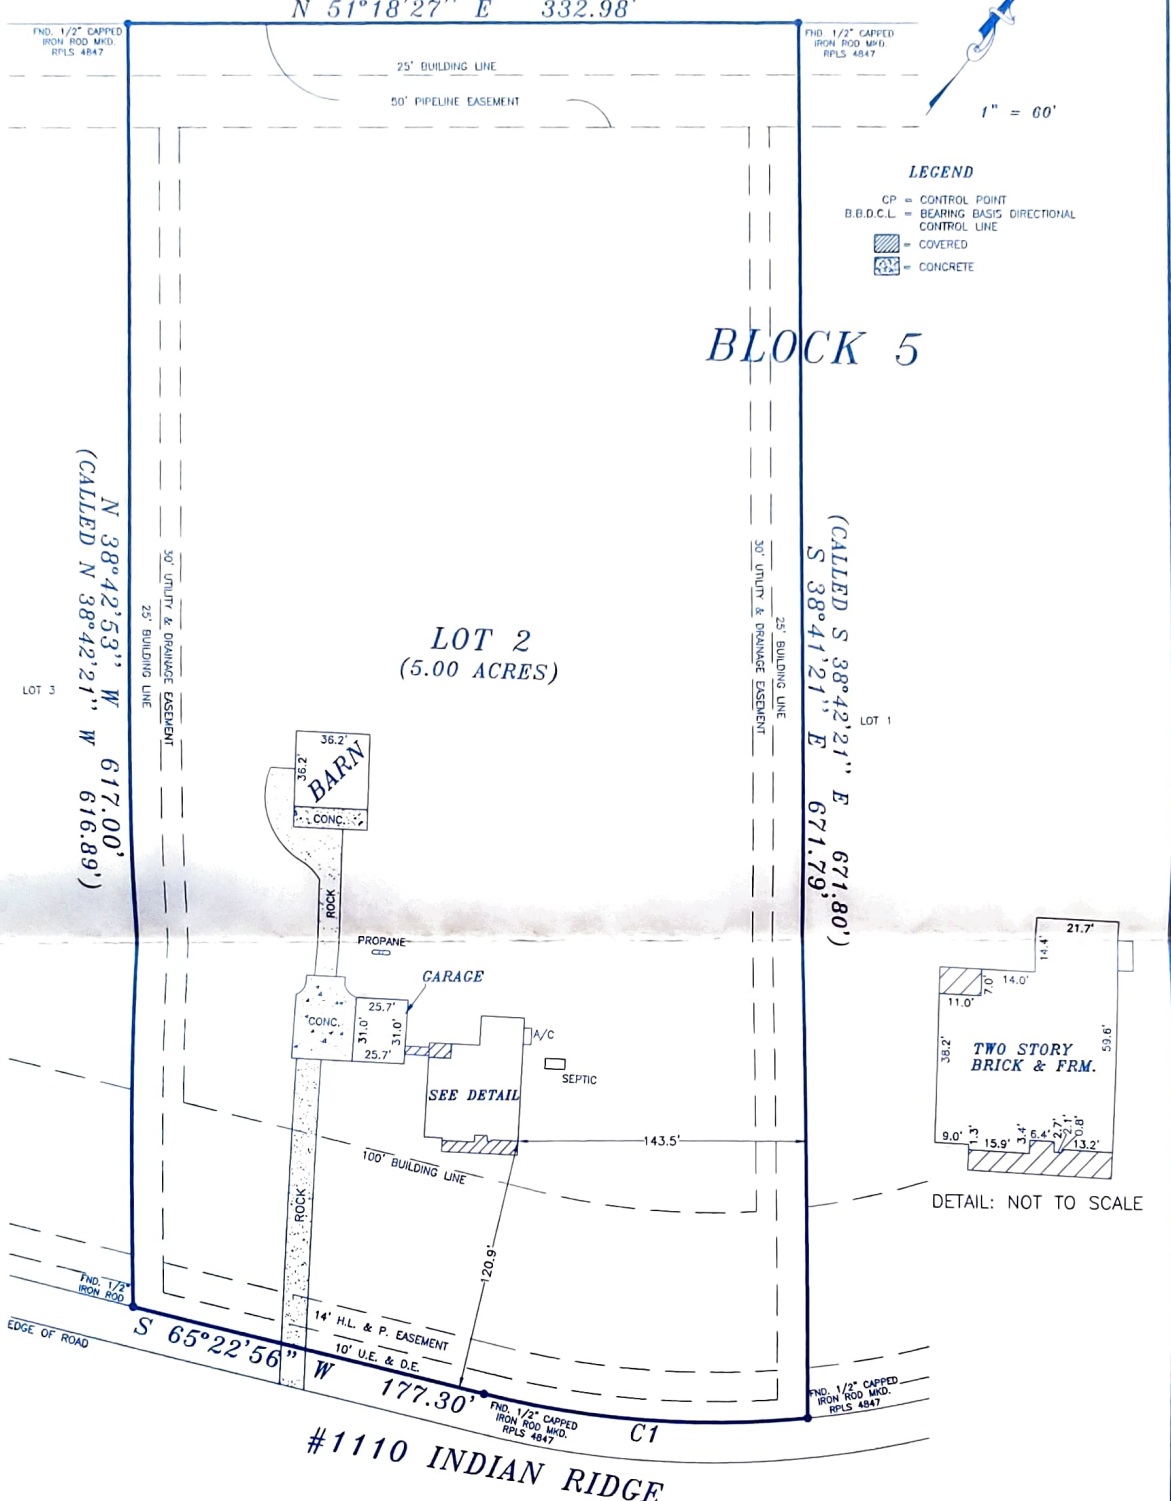 N 51°18'27" E 332.98'
FND. 1/2" CAPPED
IRON ROD MKD.
RPLS 4847
FND. 1/2" CAPPED
IRON ROD MKD.
RPLS 4847
25' BUILDING LINE
50' PIPELINE EASEMENT
1" = 60'
LEGEND
CP = CONTROL POINT
B.B.D.C.L. = BEARING BASIS DIRECTIONAL
CONTROL LINE
= COVERED
= CONCRETE
BLOCK 5
N 38°42'53" W 617.00'
(CALLED N 38°42'21" W 616.89')
25' BUILDING LINE
30' UTILITY & DRAINAGE EASEMENT
LOT 3
LOT 2
(5.00 ACRES)
30' UTILITY & DRAINAGE EASEMENT
25' BUILDING LINE
(CALLED S 38°42'21" E 671.80')
S 38°41'21" E 671.79'
LOT 1
36.2'
36.2'
BARN
CONC.
ROCK
PROPANE
GARAGE
CONC.
25.7'
31.0'
31.0'
25.7'
A/C
SEPTIC
SEE DETAIL
143.5'
100' BUILDING LINE
ROCK
120.9'
21.7'
14.4'
14.0'
7.0'
11.0'
38.2'
59.6'
TWO STORY
BRICK & FRM.
9.0'
1.3'
15.9'
3.4'
6.4'
2.7'
2.1'
0.8'
13.2'
DETAIL: NOT TO SCALE
FND. 1/2"
IRON ROD
EDGE OF ROAD
14' H.L. & P. EASEMENT
10' U.E. & D.E.
S 65°22'56" W 177.30'
FND. 1/2" CAPPED
IRON ROD MKD.
RPLS 4847
C1
FND. 1/2" CAPPED
IRON ROD MKD.
RPLS 4847
#1110 INDIAN RIDGE